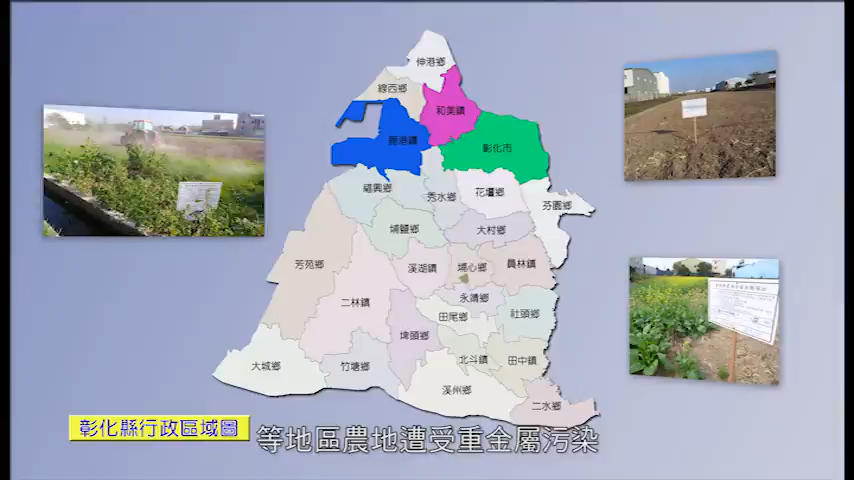 伸港鄉
線西鄉
和美鎮
鹿港鎮
彰化市
福興鄉
秀水鄉
花壇鄉
芬園鄉
埔鹽鄉
大村鄉
芳苑鄉
溪湖鎮
埔心鄉
員林鎮
二林鎮
永靖鄉
田尾鄉
社頭鄉
埤頭鄉
大城鄉
竹塘鄉
北斗鎮
田中鎮
溪州鄉
二水鄉
彰化縣行政區域圖
等地區農地遭受重金屬污染